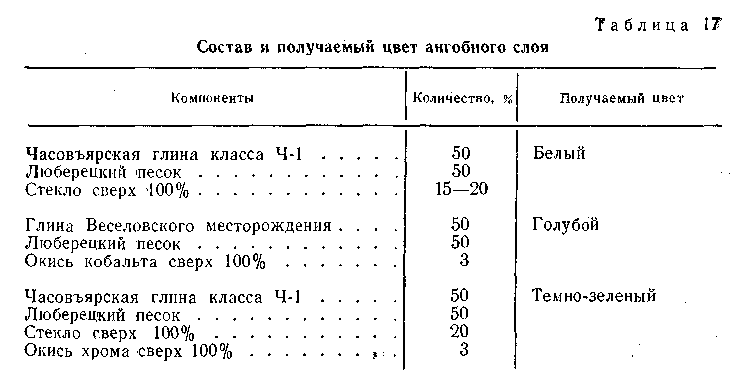 Таблица 17
Состав и получаемый цвет ангобного слоя
Компоненты Количество, % Получаемый цвет
Часовъярская глина класса Ч-1 . . . . . 50 Белый
Люберецкий песок . . . . . . . . . . . . 50
Стекло сверх 100% . . . . . . . . . . . . 15—20
Глина Веселовского месторождения . . . . 50 Голубой
Люберецкий песок . . . . . . . . . . . . 50
Окись кобальта сверх 100% . . . . . . . 3
Часовъярская глина класса Ч-1 . . . . . 50 Темно-зеленый
Люберецкий песок . . . . . . . . . . . . 50
Стекло сверх 100% . . . . . . . . . . . 20
Окись хрома сверх 100% . . . . . . . . . 3